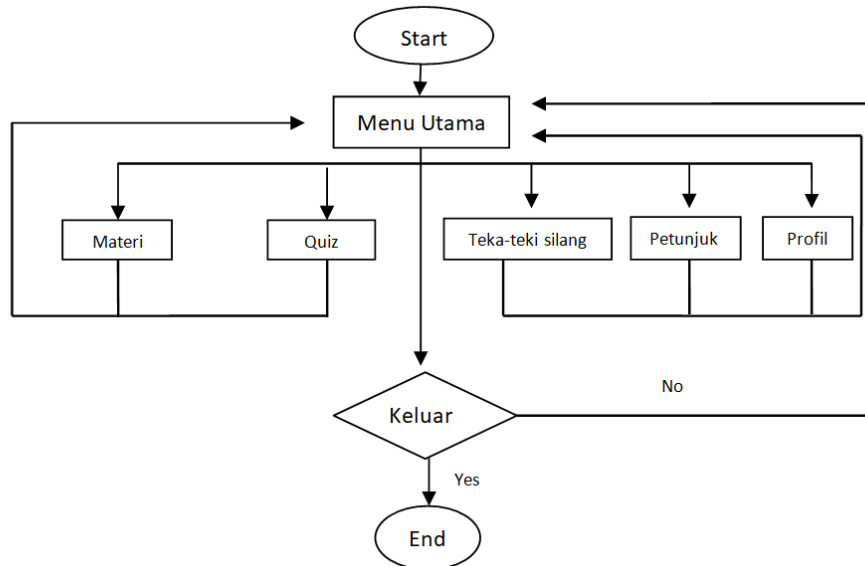 Start
Menu Utama
Materi
Quiz
Teka-teki silang
Petunjuk
Profil
Keluar
No
Yes
End